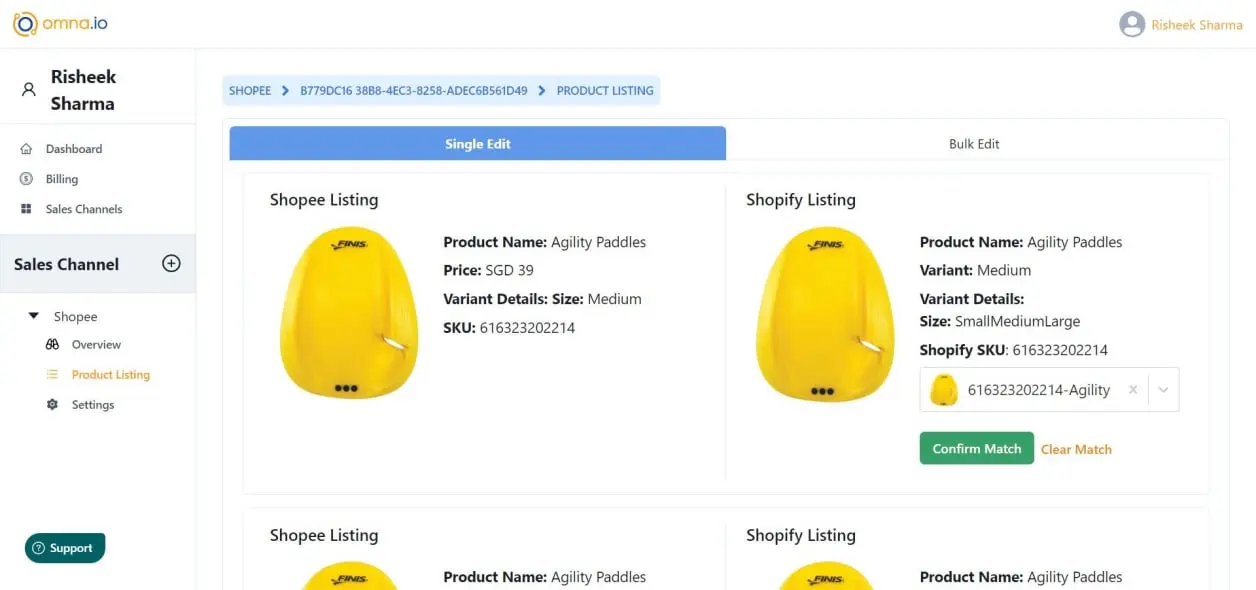 omna.io
Risheek Sharma
Risheek
Sharma
Dashboard
Billing
Sales Channels
Sales Channel
Shopee
Overview
Product Listing
Settings
Support
SHOPEE > B779DC16 38B8-4EC3-8258-ADEC6B561D49 > PRODUCT LISTING
Single Edit
Bulk Edit
Shopee Listing
FINIS
Product Name: Agility Paddles
Price: SGD 39
Variant Details: Size: Medium
SKU: 616323202214
Shopify Listing
FINIS
Product Name: Agility Paddles
Variant: Medium
Variant Details:
Size: SmallMediumLarge
Shopify SKU: 616323202214
616323202214-Agility
Confirm Match
Clear Match
Shopee Listing
FINIS
Product Name: Agility Paddles
Shopify Listing
FINIS
Product Name: Agility Paddles